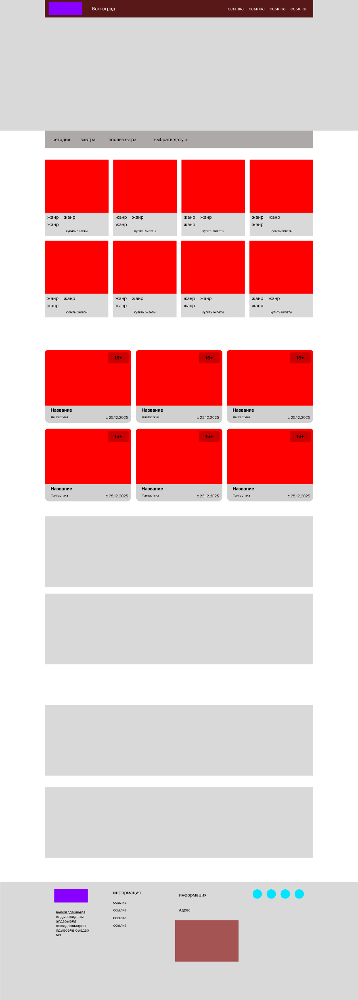 Волгоград ссылка ссылка ссылка ссылка
сегодня завтра послезавтра выбрать дату >
жанр жанр
жанр
купить билеты
жанр жанр
жанр
купить билеты
жанр жанр
жанр
купить билеты
жанр жанр
жанр
купить билеты
жанр жанр
жанр
купить билеты
жанр жанр
жанр
купить билеты
жанр жанр
жанр
купить билеты
жанр жанр
жанр
купить билеты
16+
Название
Фантастика с 25.12.2025
16+
Название
Фантастика с 25.12.2025
16+
Название
Фантастика с 25.12.2025
16+
Название
Фантастика с 25.12.2025
16+
Название
Фантастика с 25.12.2025
16+
Название
Фантастика с 25.12.2025
выаовлдаовыла
олдывоалдвоы
алдвоыалд
оывлдаовылдао
лдывоалд оывдао
ыв
информация
ссылка
ссылка
ссылка
ссылка
информация
Адрес